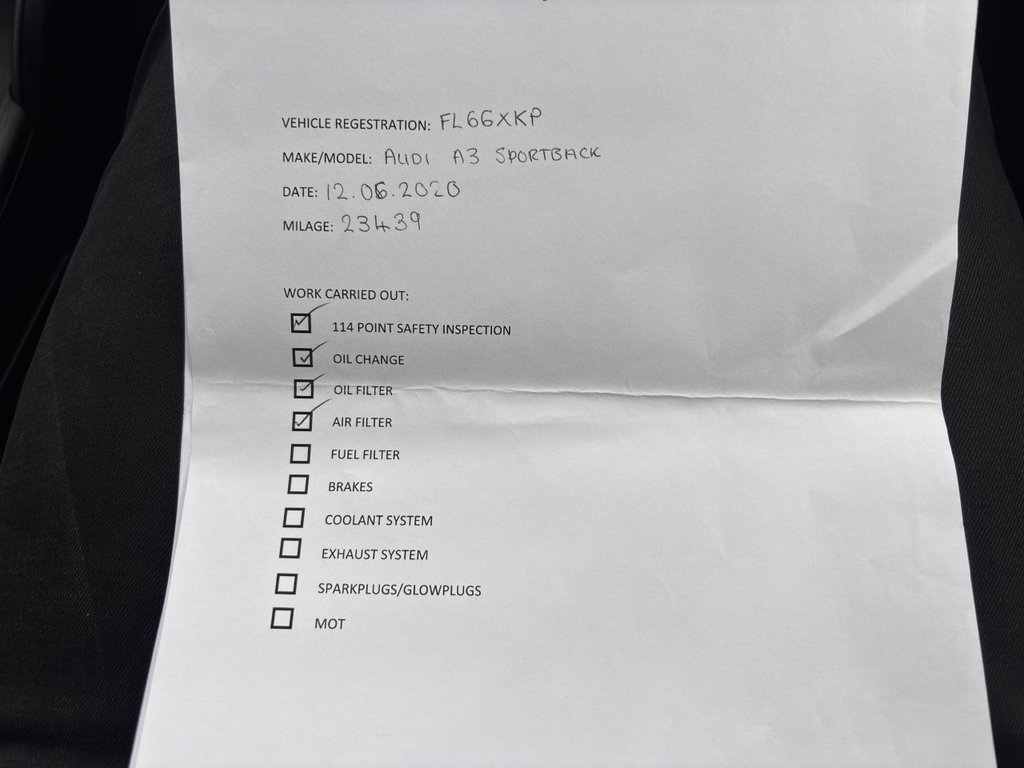 VEHICLE REGESTRATION: FL66XKP
MAKE/MODEL: AUDI A3 SPORTBACK
DATE: 12.06.2020
MILAGE: 23439
WORK CARRIED OUT:
114 POINT SAFETY INSPECTION
OIL CHANGE
OIL FILTER
AIR FILTER
FUEL FILTER
BRAKES
COOLANT SYSTEM
EXHAUST SYSTEM
SPARKPLUGS/GLOWPLUGS
MOT